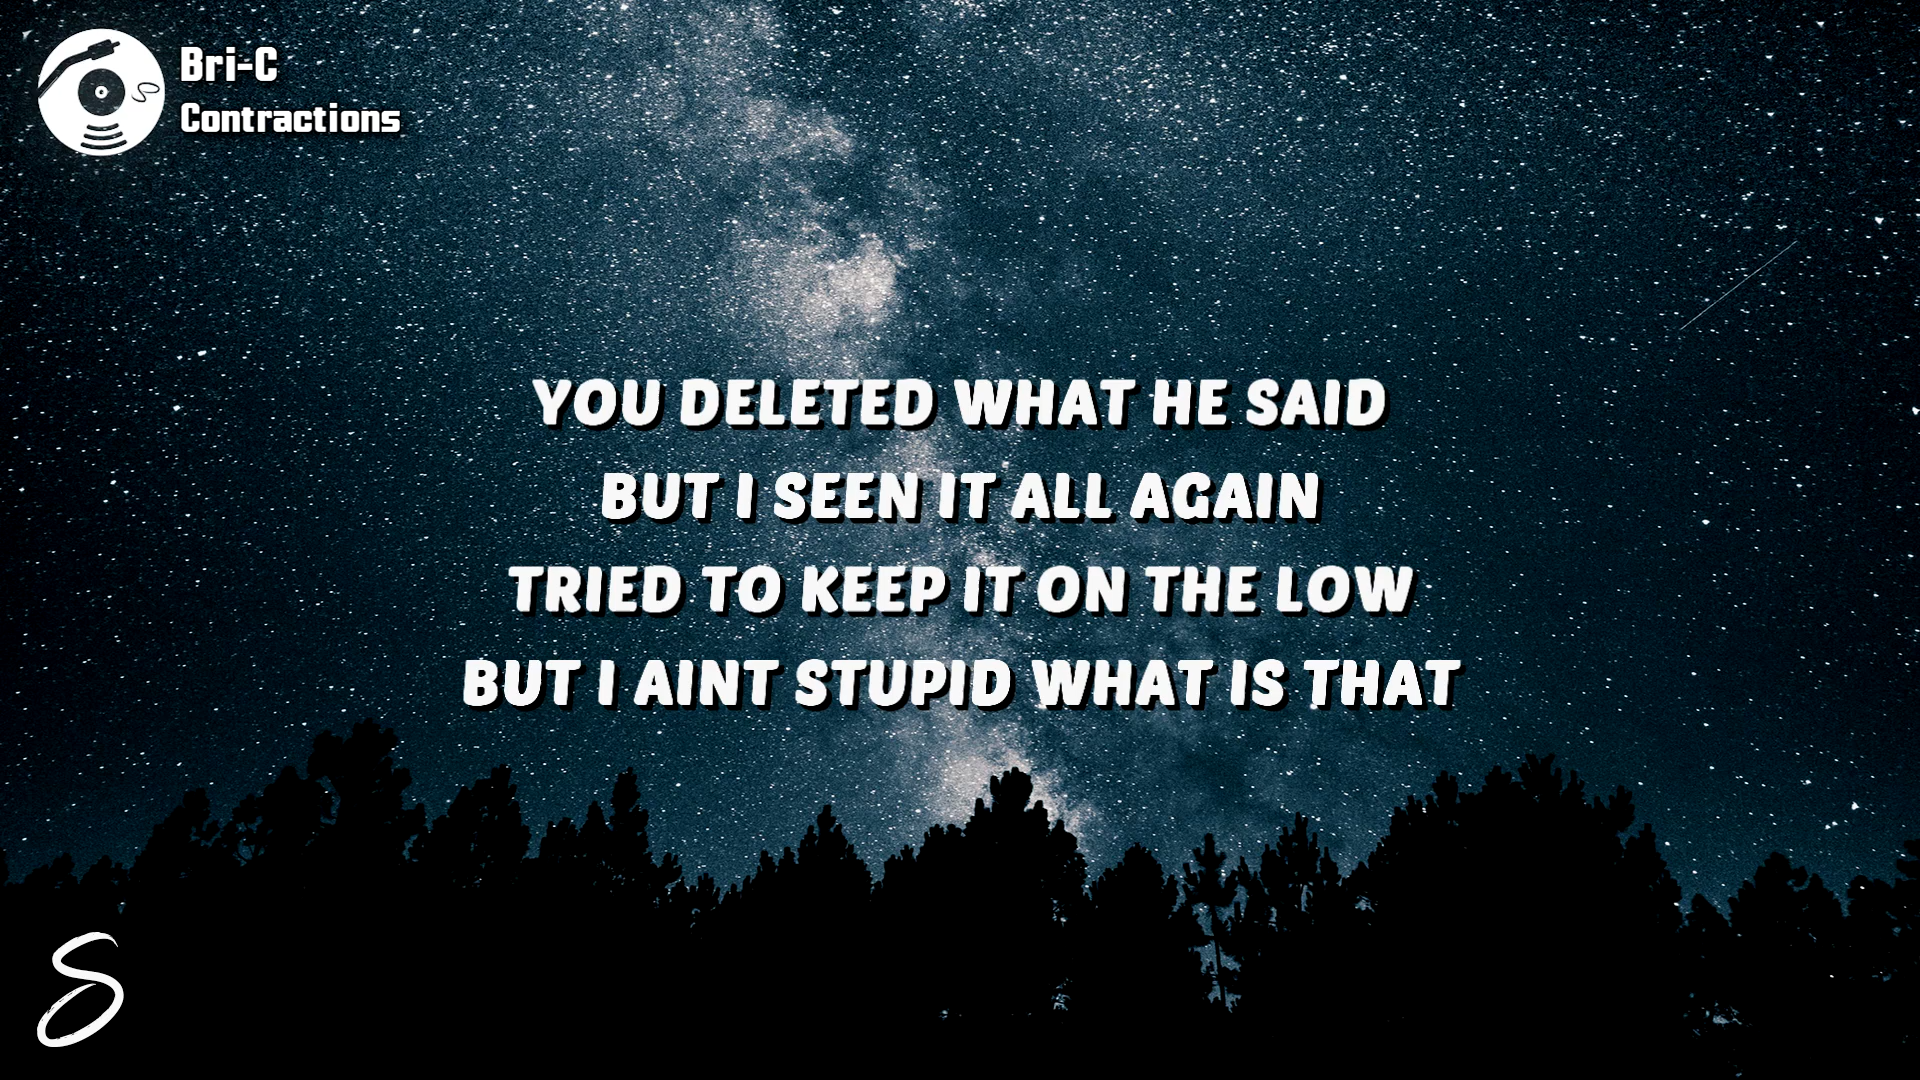 Bri-C
Contractions
YOU DELETED WHAT HE SAID
BUT I SEEN IT ALL AGAIN
TRIED TO KEEP IT ON THE LOW
BUT I AINT STUPID WHAT IS THAT
S